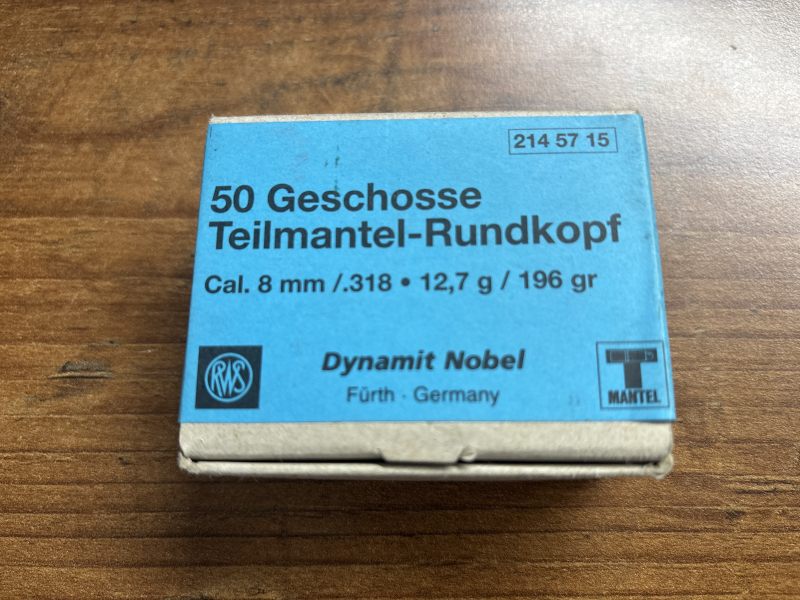 214 57 15
50 Geschosse
Teilmantel-Rundkopf
Cal. 8 mm /.318 • 12,7 g / 196 gr
RWS
Dynamit Nobel
Fürth · Germany
T
MANTEL